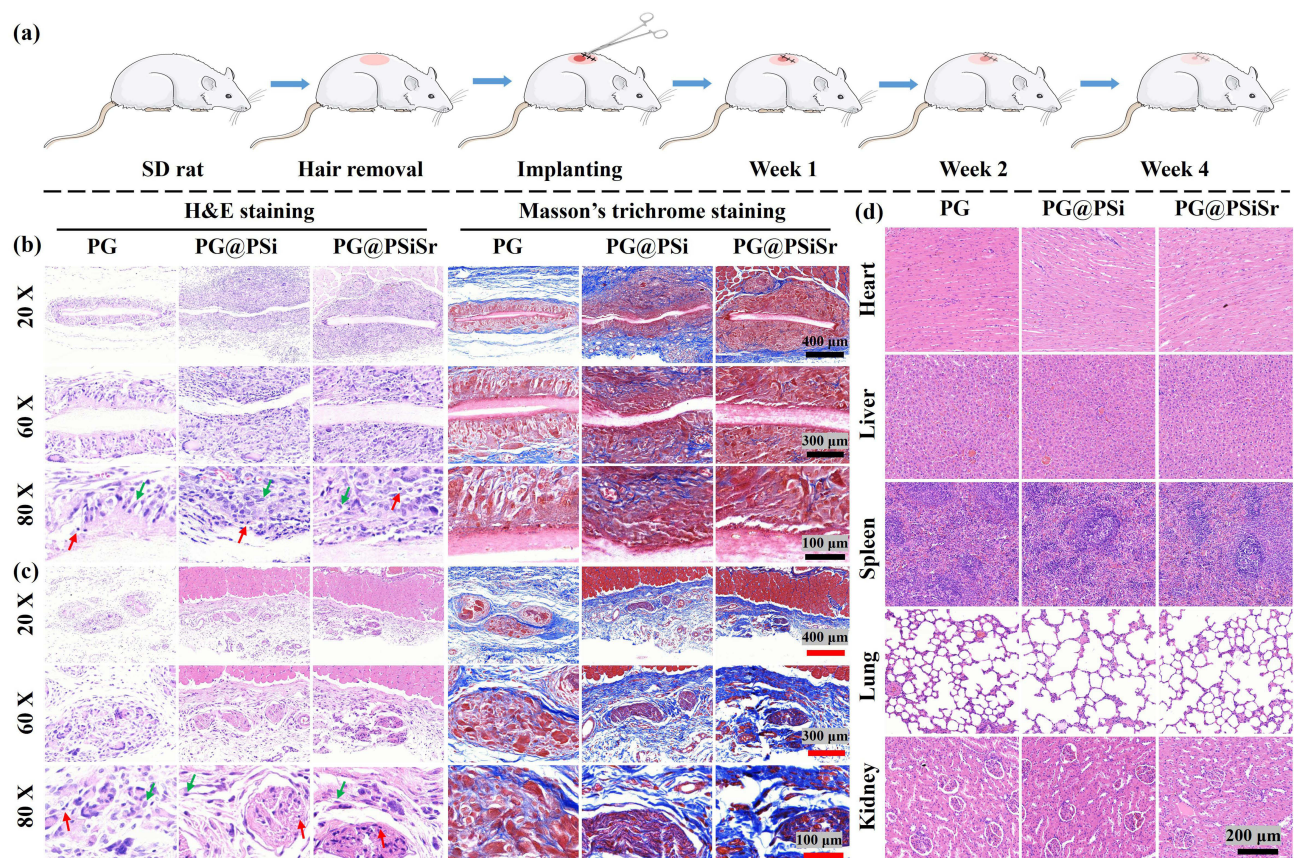 (a)
SD rat Hair removal Implanting Week 1 Week 2 Week 4
H&E staining Masson's trichrome staining (d)
PG PG@PSi PG@PSiSr
(b) PG PG@PSi PG@PSiSr PG PG@PSi PG@PSiSr
20 X
400 μm
60 X
300 μm
80 X
100 μm
(c)
20 X
400 μm
60 X
300 μm
80 X
100 μm
Heart
Liver
Spleen
Lung
Kidney
200 μm